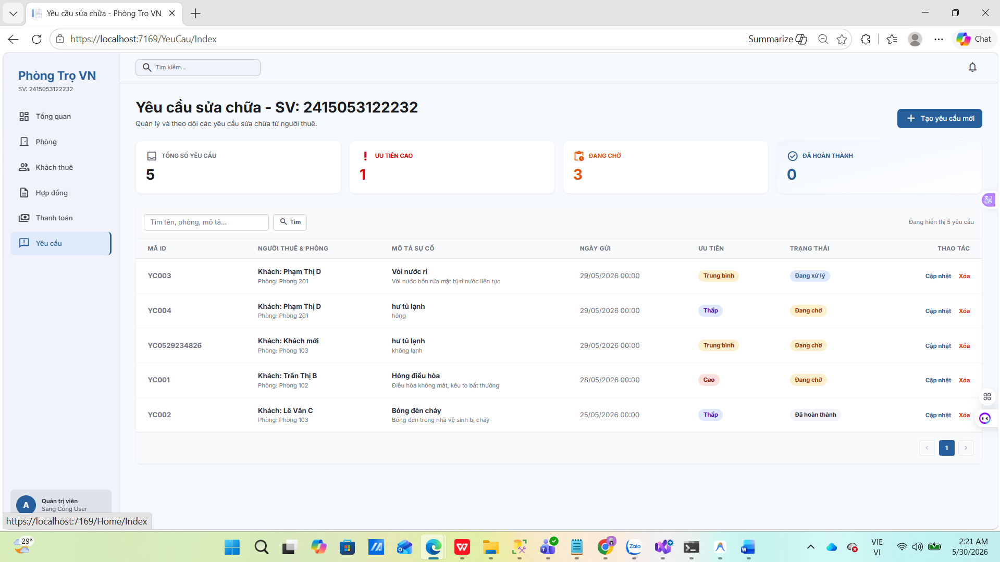 Yêu cầu sửa chữa - Phòng Trọ VN
https://localhost:7169/YeuCau/Index
Summarize
Chat
Phòng Trọ VN
SV: 2415053122232
Tổng quan
Phòng
Khách thuê
Hợp đồng
Thanh toán
Yêu cầu
Tìm kiếm...
Yêu cầu sửa chữa - SV: 2415053122232
Quản lý và theo dõi các yêu cầu sửa chữa từ người thuê.
Tạo yêu cầu mới
TỔNG SỐ YÊU CẦU
5
ƯU TIÊN CAO
1
ĐANG CHỜ
3
ĐÃ HOÀN THÀNH
0
Tìm tên, phòng, mô tả...
Tìm
Đang hiển thị 5 yêu cầu
MÃ ID NGƯỜI THUÊ & PHÒNG MÔ TẢ SỰ CỐ NGÀY GỬI ƯU TIÊN TRẠNG THÁI THAO TÁC
YC003 Khách: Phạm Thị D Vòi nước rỉ 29/05/2026 00:00 Trung bình Đang xử lý Cập nhật Xóa
Phòng: Phòng 201 Vòi nước bồn rửa mặt bị rỉ nước liên tục
YC004 Khách: Phạm Thị D hư tủ lạnh 29/05/2026 00:00 Thấp Đang chờ Cập nhật Xóa
Phòng: Phòng 201 hỏng
YC0529234826 Khách: Khách mới hư tủ lạnh 29/05/2026 00:00 Trung bình Đang chờ Cập nhật Xóa
Phòng: Phòng 103 không lạnh
YC001 Khách: Trần Thị B Hỏng điều hòa 28/05/2026 00:00 Cao Đang chờ Cập nhật Xóa
Phòng: Phòng 102 Điều hòa không mát, kêu to bất thường
YC002 Khách: Lê Văn C Bóng đèn cháy 25/05/2026 00:00 Thấp Đã hoàn thành Cập nhật Xóa
Phòng: Phòng 103 Bóng đèn trong nhà vệ sinh bị cháy
1
A
Quản trị viên
Sang Cồng User
https://localhost:7169/Home/Index
29°
Zalo
VIE
VI
2:21 AM
5/30/2026